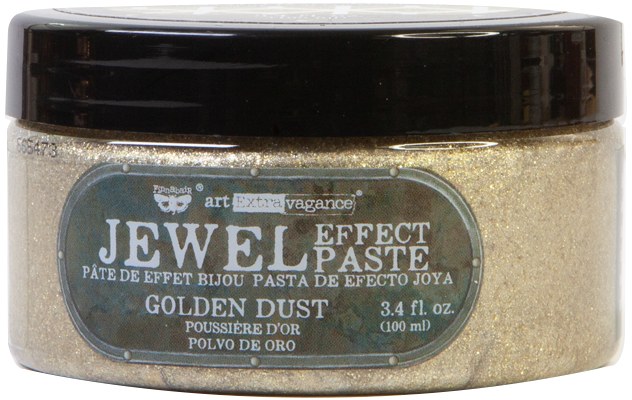 Finnabair ®
art Extravagance®
JEWEL EFFECT PASTE
PÂTE DE EFFET BIJOU PASTA DE EFECTO JOYA
GOLDEN DUST 3.4 fl. oz.
POUSSIÈRE D'OR (100 ml)
POLVO DE ORO